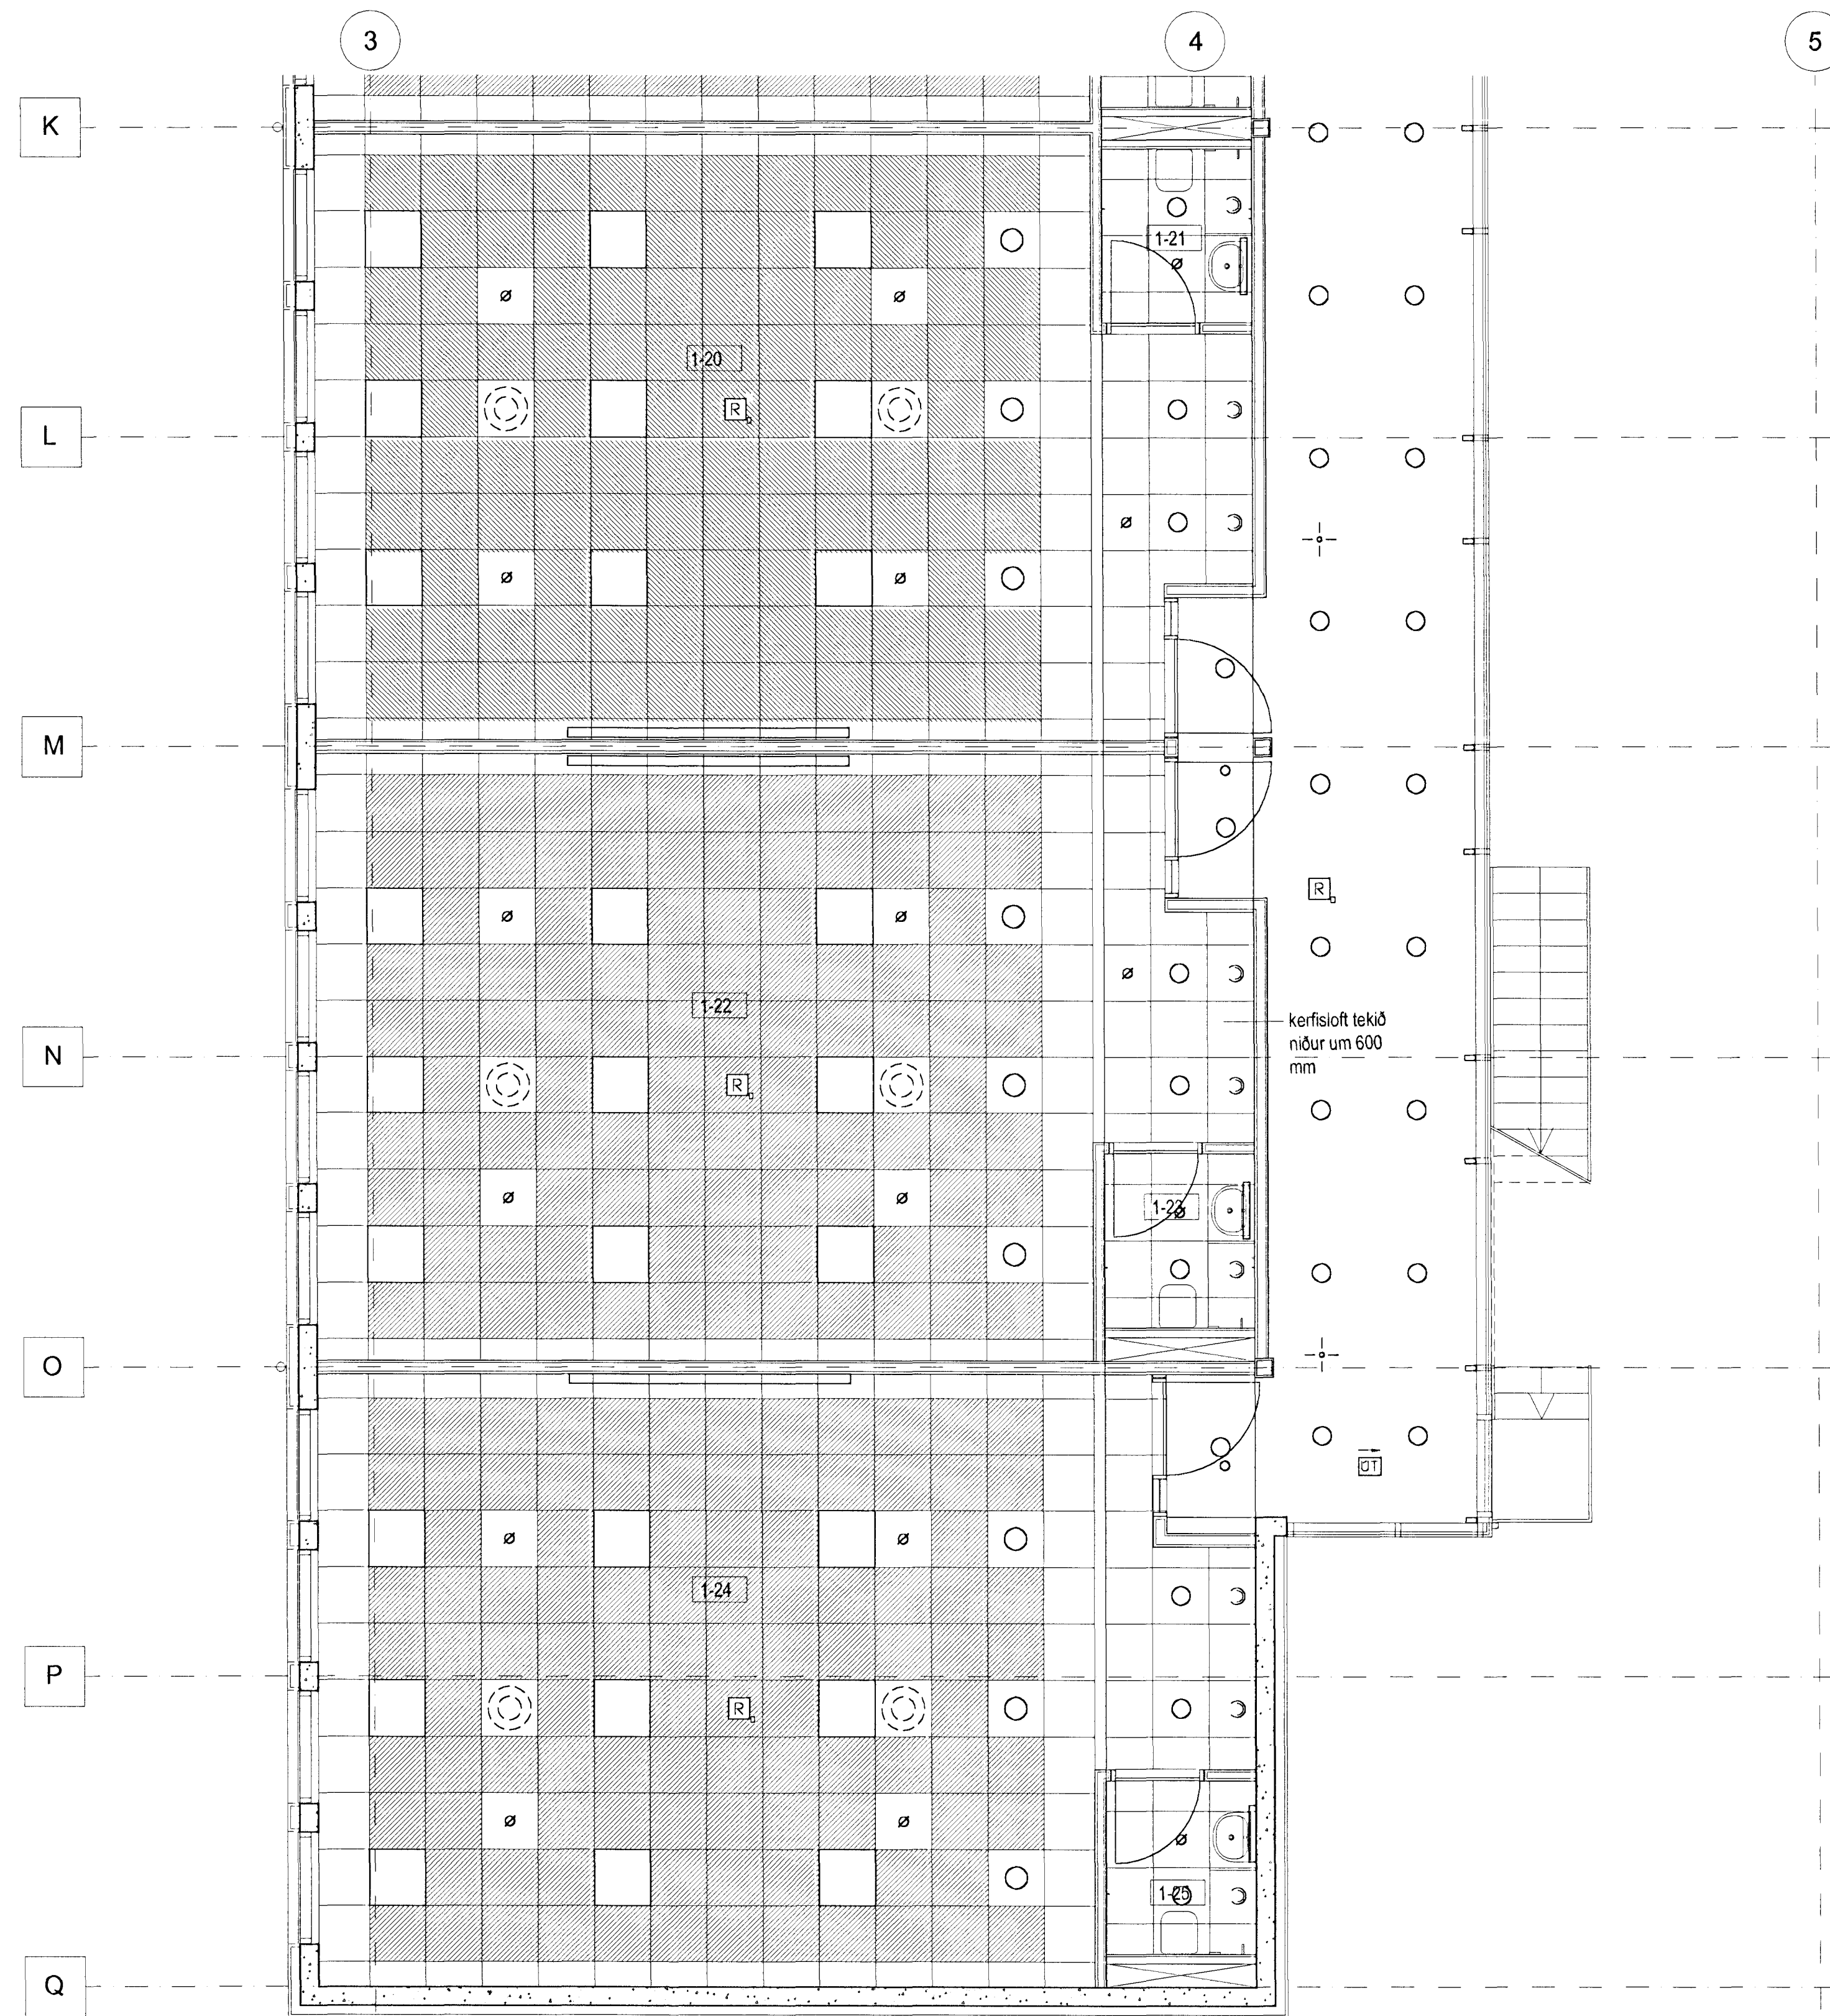 3
4
5
K
1-21
1-20
R
L
M
R
1-22
N
kerfisloft tekið
niður um 600
mm
R
1-23
O
ÚT
1-24
P
R
1-25
Q